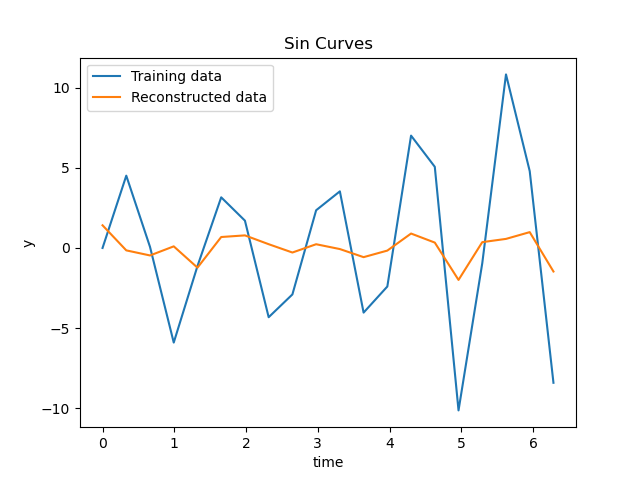 Sin Curves
Training data
Reconstructed data
10
5
0
−5
−10
y
0 1 2 3 4 5 6
time